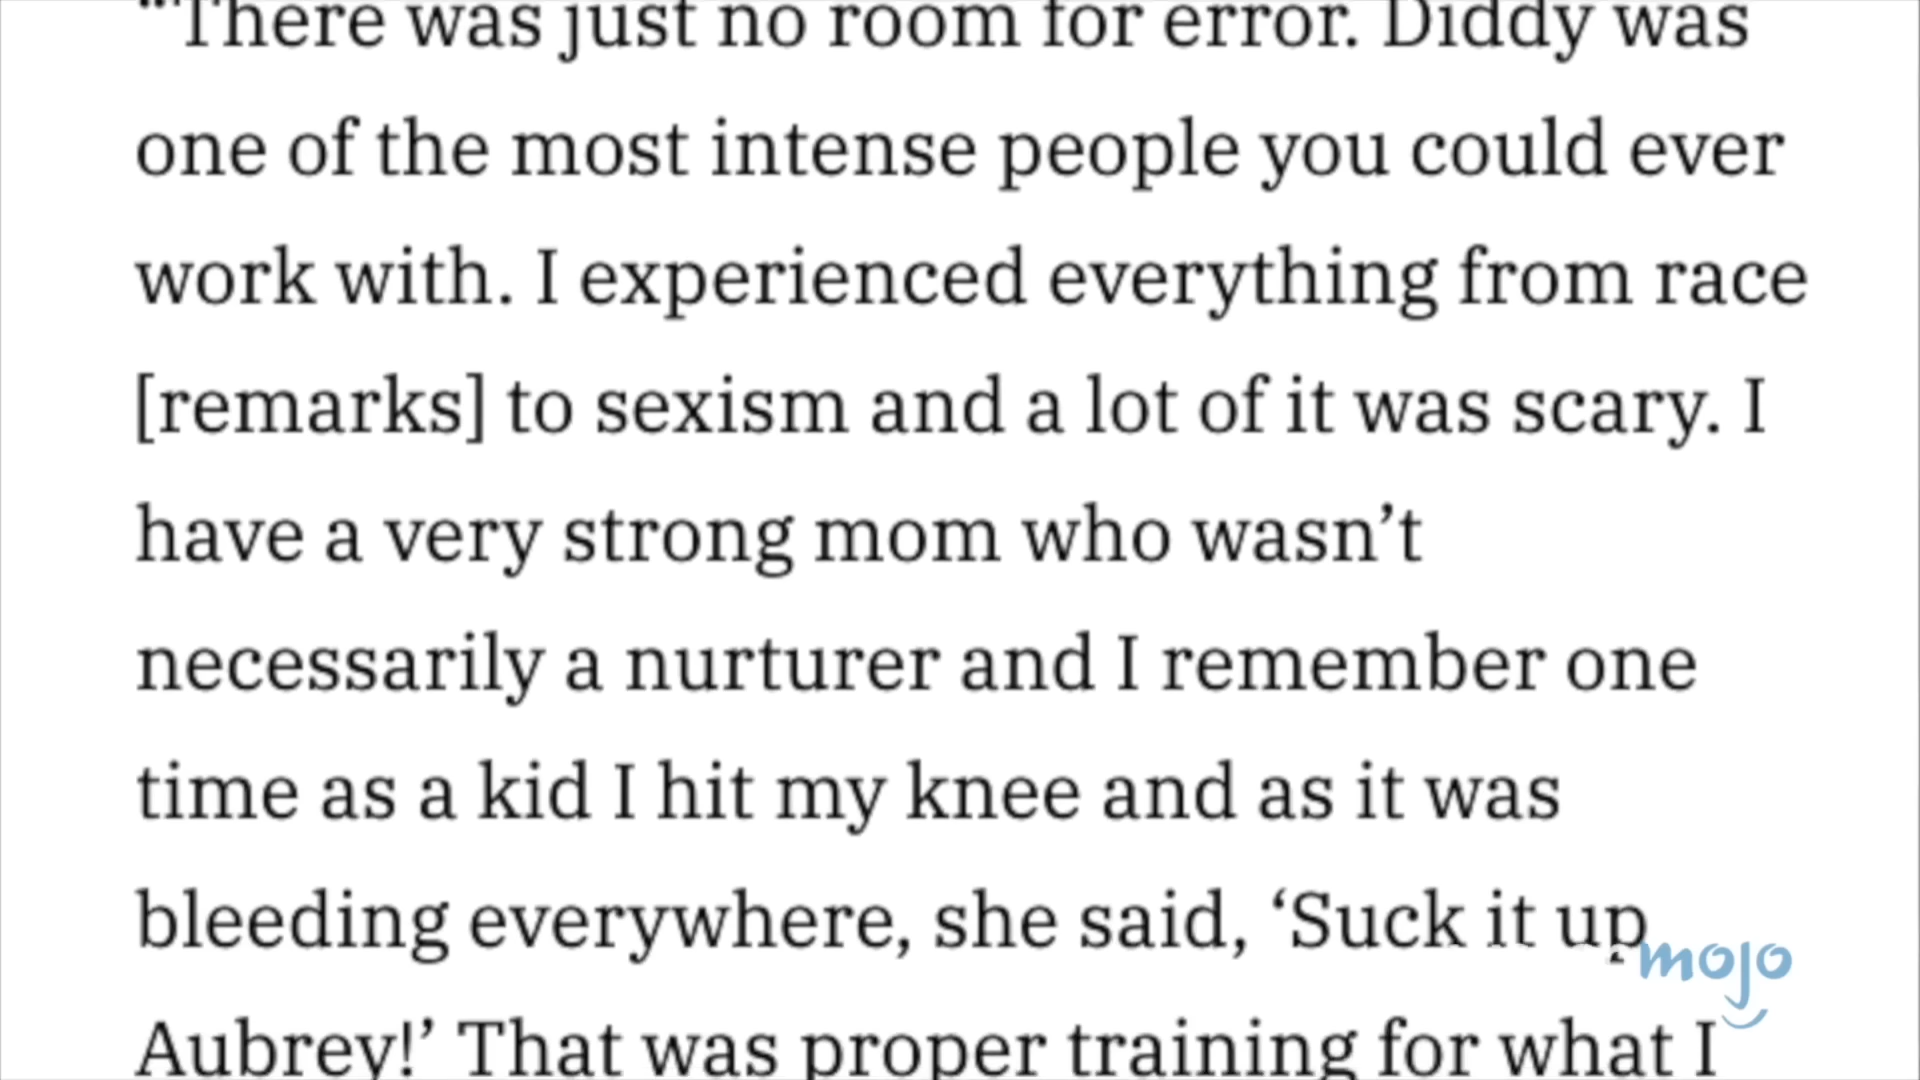 “There was just no room for error. Diddy was
one of the most intense people you could ever
work with. I experienced everything from race
[remarks] to sexism and a lot of it was scary. I
have a very strong mom who wasn’t
necessarily a nurturer and I remember one
time as a kid I hit my knee and as it was
bleeding everywhere, she said, ‘Suck it up
Aubrey!’ That was proper training for what I
mojo